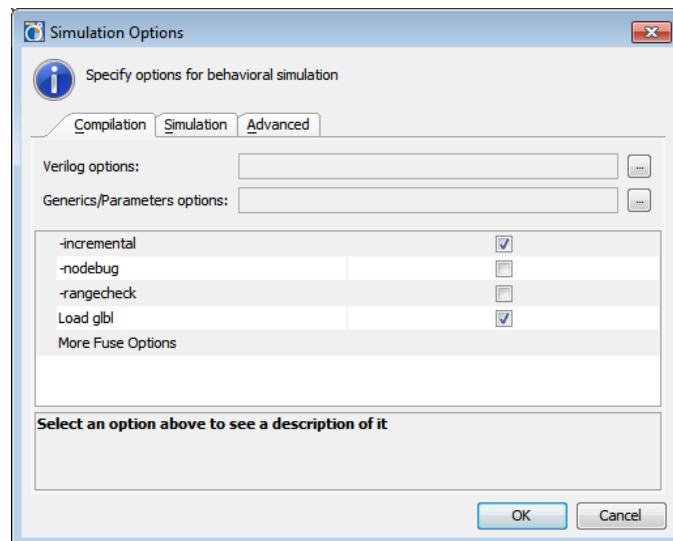 Simulation Options
Specify options for behavioral simulation
Compilation Simulation Advanced
Verilog options: ...
Generics/Parameters options: ...
-incremental
-nodebug
-rangecheck
Load glbl
More Fuse Options
Select an option above to see a description of it
OK Cancel